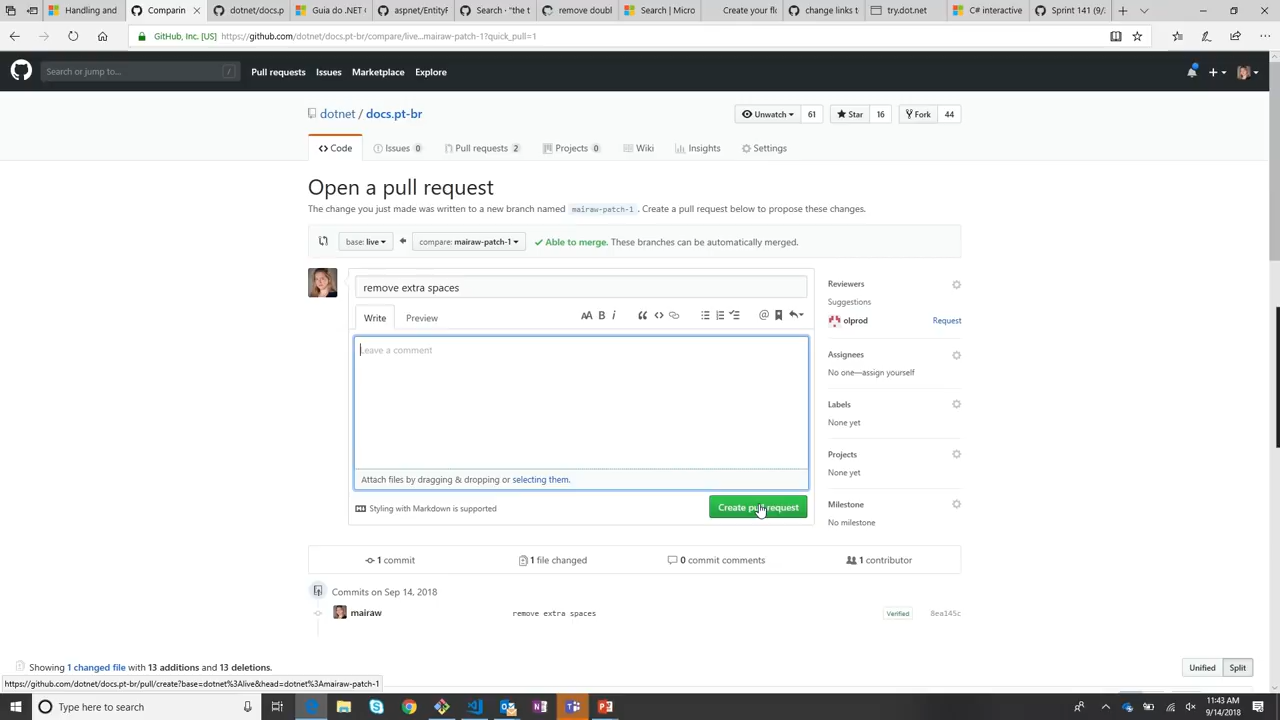 Handling and
Comparin
dotnet/docs.p
Guia do .NET
aspnet/EntityF
Search · "the t
remove doubl
Search | Micro
Create your fl
change links t
try.dot.net
C# interactive
Sprint 141 (9/
GitHub, Inc. [US] https://github.com/dotnet/docs.pt-br/compare/live...mairaw-patch-1?quick_pull=1
Search or jump to... / Pull requests Issues Marketplace Explore
dotnet / docs.pt-br Unwatch 61 Star 16 Fork 44
Code Issues 0 Pull requests 2 Projects 0 Wiki Insights Settings
Open a pull request
The change you just made was written to a new branch named mairaw-patch-1. Create a pull request below to propose these changes.
base: live compare: mairaw-patch-1 Able to merge. These branches can be automatically merged.
remove extra spaces
Write Preview AA B i
Leave a comment
Attach files by dragging & dropping or selecting them.
Styling with Markdown is supported
Create pull request
Reviewers
Suggestions
olprod Request
Assignees
No one—assign yourself
Labels
None yet
Projects
None yet
Milestone
No milestone
1 commit 1 file changed 0 commit comments 1 contributor
Commits on Sep 14, 2018
mairaw remove extra spaces Verified 8ea145c
Showing 1 changed file with 13 additions and 13 deletions. Unified Split
https://github.com/dotnet/docs.pt-br/pull/create?base=dotnet%3Alive&head=dotnet%3Amairaw-patch-1
Type here to search
11:43 AM
9/14/2018